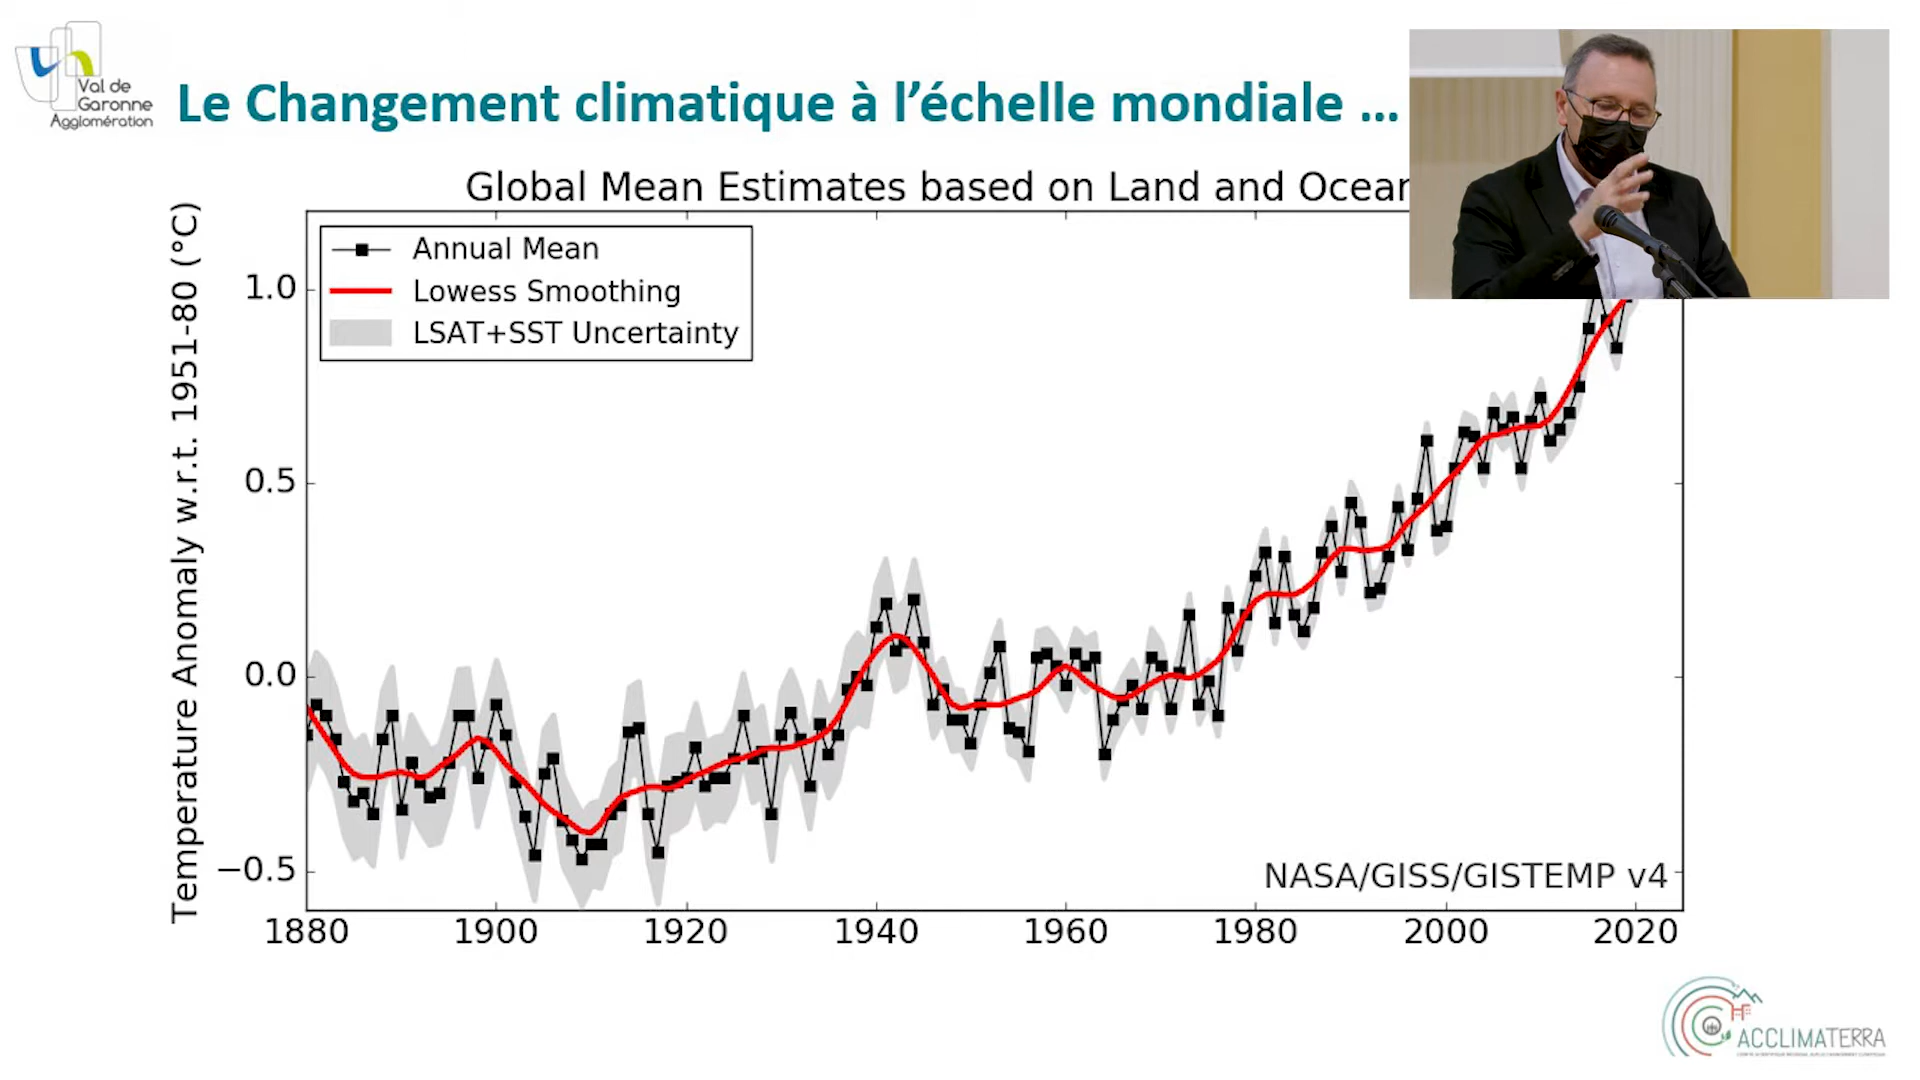 Val de
Garonne
Agglomération
Le Changement climatique à l’échelle mondiale ...
Global Mean Estimates based on Land and Ocean
Annual Mean
Lowess Smoothing
LSAT+SST Uncertainty
Temperature Anomaly w.r.t. 1951-80 (°C)
1.0
0.5
0.0
−0.5
NASA/GISS/GISTEMP v4
1880 1900 1920 1940 1960 1980 2000 2020
ACCLIMATERRA